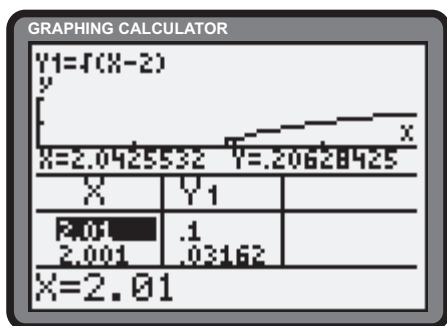 GRAPHING CALCULATOR
Y1=√(X-2)
y
x
X=2.0425532 Y=.20628425
X Y1
2.01 .1
2.001 .03162
X=2.01